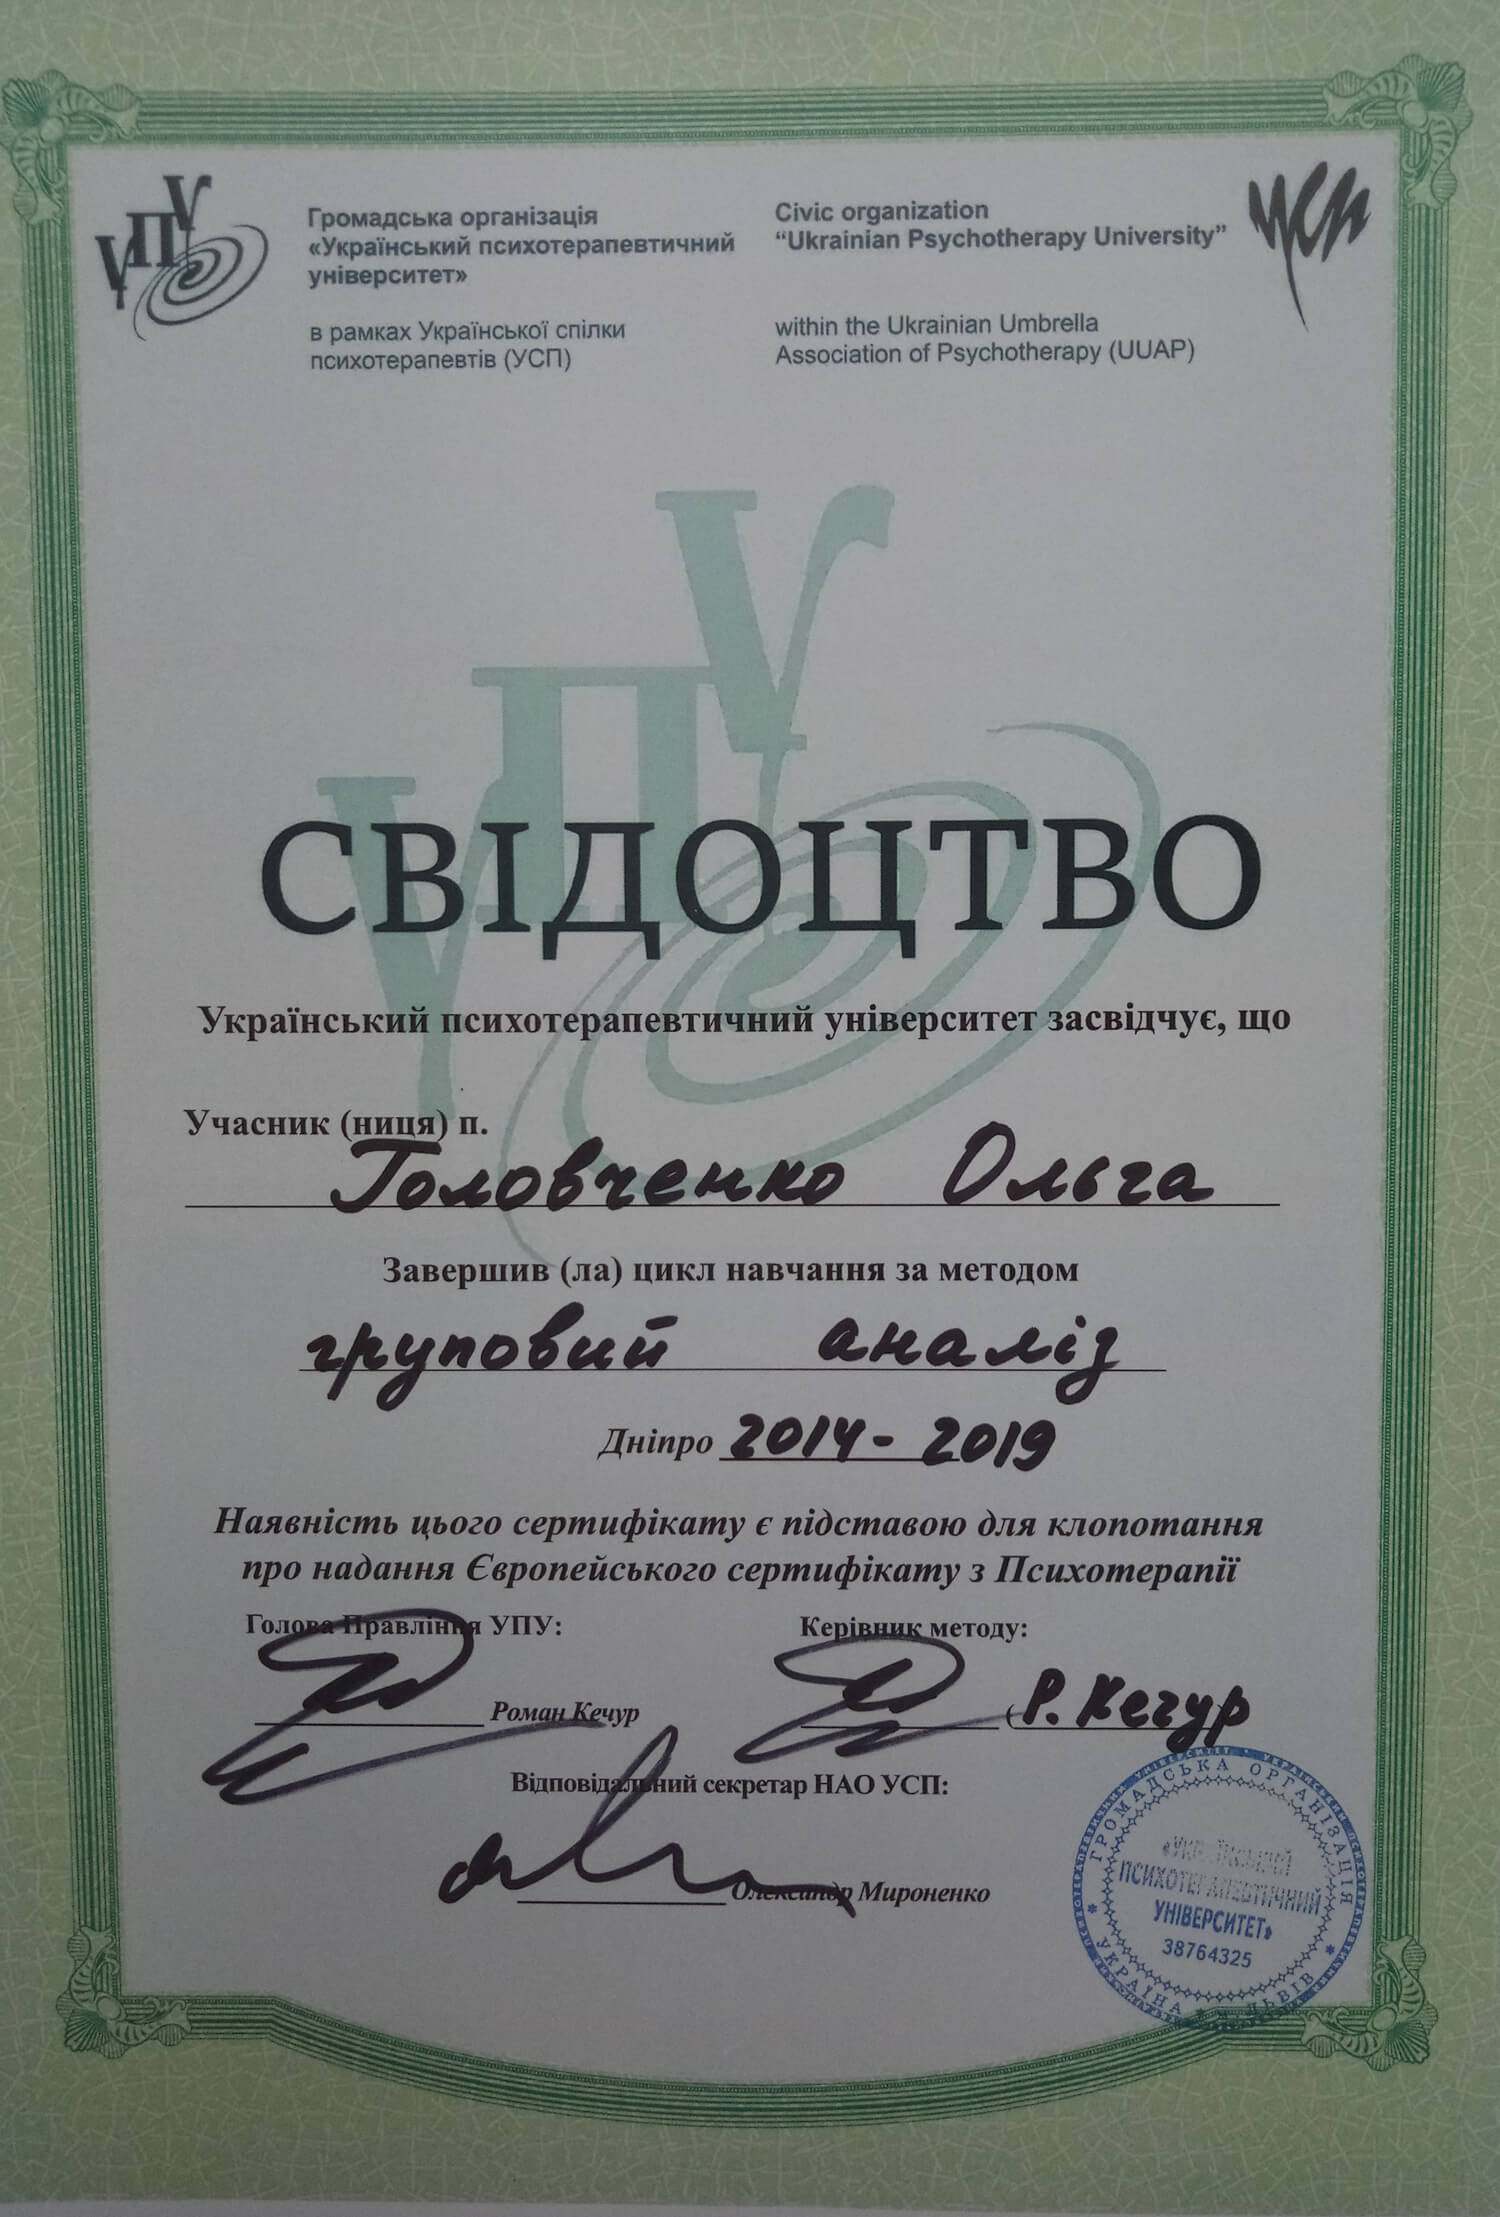 УПУ
Громадська організація
«Український психотерапевтичний
університет»
в рамках Української спілки
психотерапевтів (УСП)
Civic organization
“Ukrainian Psychotherapy University”
within the Ukrainian Umbrella
Association of Psychotherapy (UUAP)
УСП
УПУ
СВІДОЦТВО
Український психотерапевтичний університет засвідчує, що
Учасник (ниця) п.
Головченко Ольга
Завершив (ла) цикл навчання за методом
груповий аналіз
Дніпро 2014-2019
Наявність цього сертифікату є підставою для клопотання
про надання Європейського сертифікату з Психотерапії
Голова Правління УПУ:
Роман Кечур
Керівник методу:
(Р. Кечур
Відповідальний секретар НАО УСП:
Олександр Мироненко
ГРОМАДСЬКА ОРГАНІЗАЦІЯ
«УКРАЇНСЬКИЙ
ПСИХОТЕРАПЕВТИЧНИЙ
УНІВЕРСИТЕТ»
38764325
УКРАЇНА * м. ЛЬВІВ